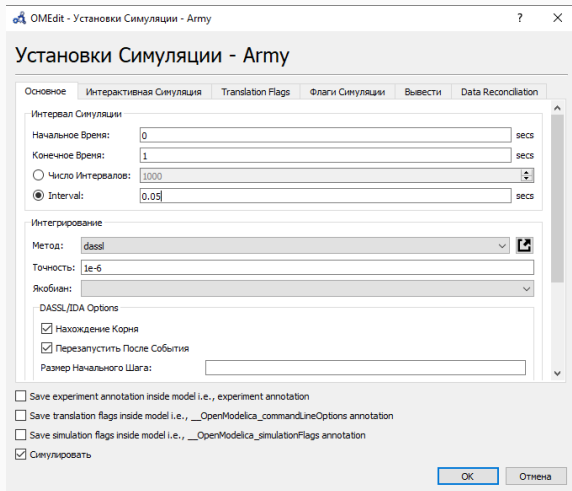 OMEdit - Установки Симуляции - Army
Установки Симуляции - Army
Основное Интерактивная Симуляция Translation Flags Флаги Симуляции Вывести Data Reconciliation
Интервал Симуляции
Начальное Время: 0 secs
Конечное Время: 1 secs
Число Интервалов: 1000
Interval: 0.05 secs
Интегрирование
Метод: dassl
Точность: 1e-6
Якобиан:
DASSL/IDA Options
Нахождение Корня
Перезапустить После События
Размер Начального Шага:
Save experiment annotation inside model i.e., experiment annotation
Save translation flags inside model i.e., __OpenModelica_commandLineOptions annotation
Save simulation flags inside model i.e., __OpenModelica_simulationFlags annotation
Симулировать
OK Отмена